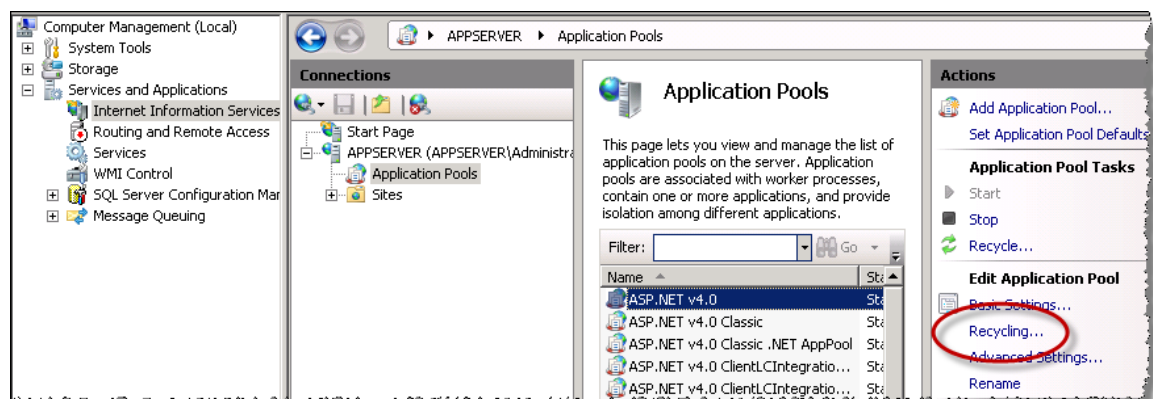 Computer Management (Local)
System Tools
Storage
Services and Applications
Internet Information Services
Routing and Remote Access
Services
WMI Control
SQL Server Configuration Mar
Message Queuing
APPSERVER
Application Pools
Connections
Start Page
APPSERVER (APPSERVER\Administra
Application Pools
Sites
Application Pools
This page lets you view and manage the list of
application pools on the server. Application
pools are associated with worker processes,
contain one or more applications, and provide
isolation among different applications.
Filter:
Go
Name
Sta
ASP.NET v4.0
Sta
ASP.NET v4.0 Classic
Sta
ASP.NET v4.0 Classic .NET AppPool
Sta
ASP.NET v4.0 ClientLCIntegratio...
Sta
ASP.NET v4.0 ClientLCIntegratio...
Sta
Actions
Add Application Pool...
Set Application Pool Defaults
Application Pool Tasks
Start
Stop
Recycle...
Edit Application Pool
Basic Settings...
Recycling...
Advanced Settings...
Rename